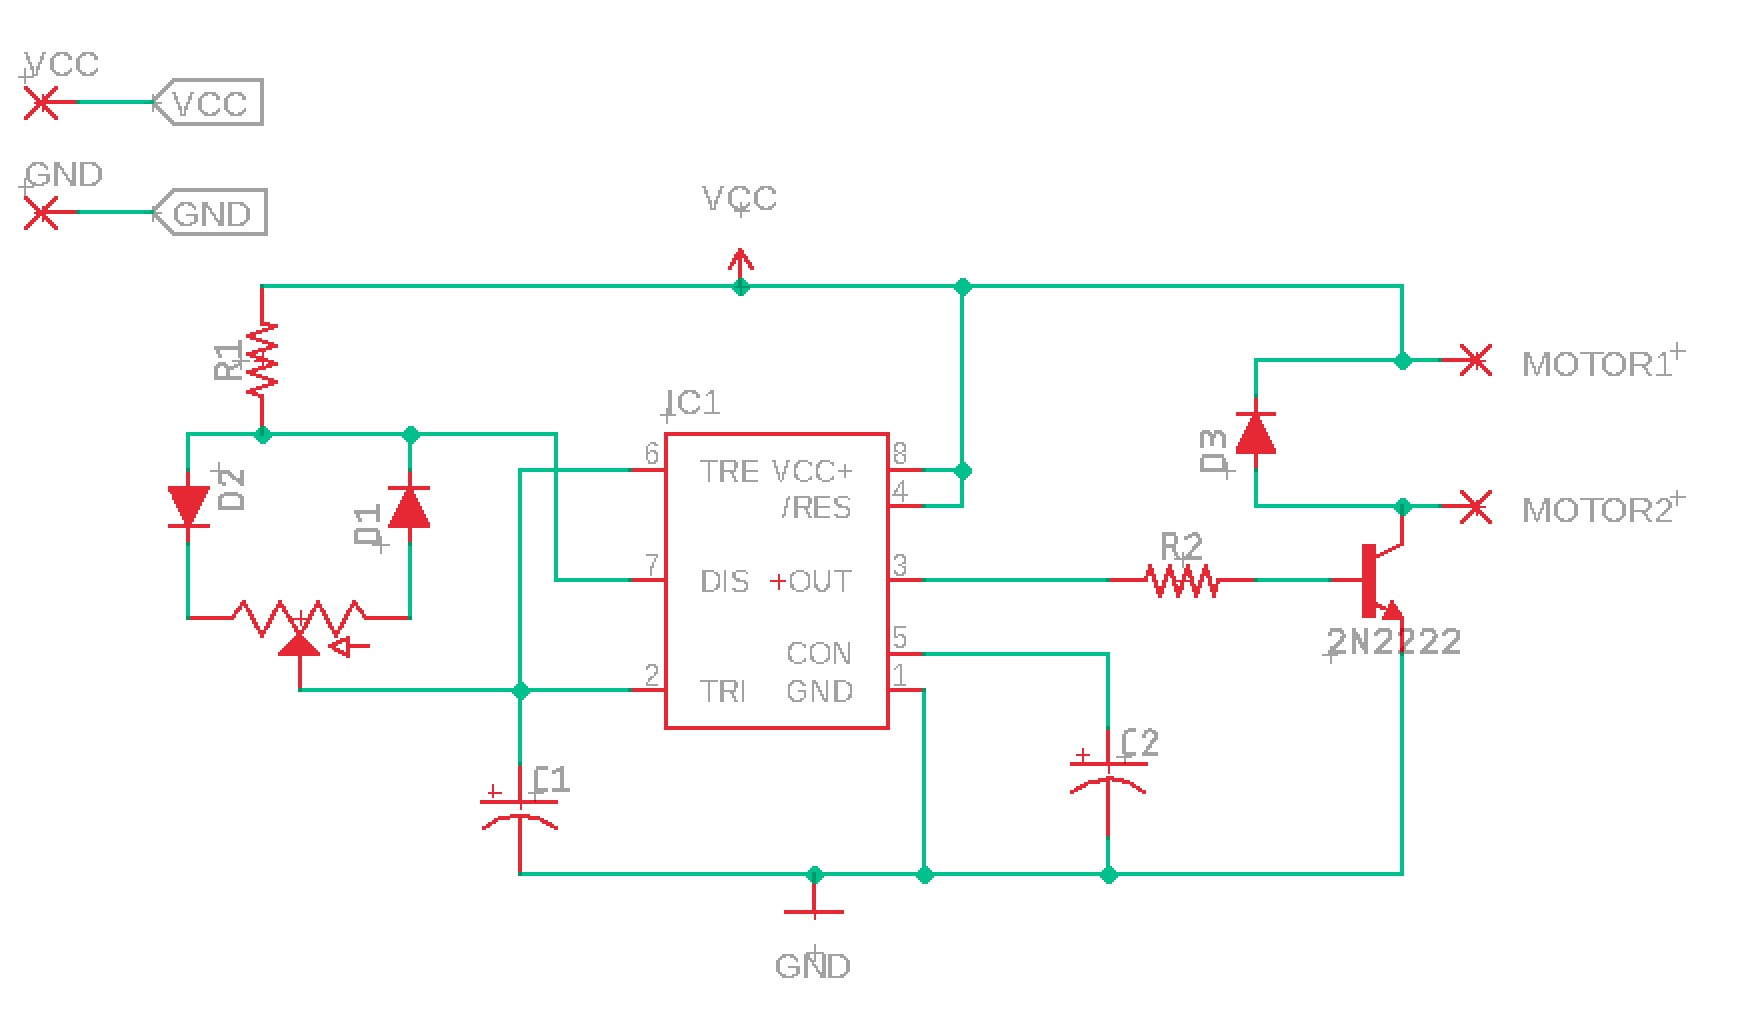 VCC
VCC
GND
GND
VCC
R1
MOTOR1
IC1
D3
6
TRE
VCC+
8
D2
/RES
4
D1
MOTOR2
R2
7
DIS
+OUT
3
2N2222
CON
5
2
TRI
GND
1
C2
C1
GND